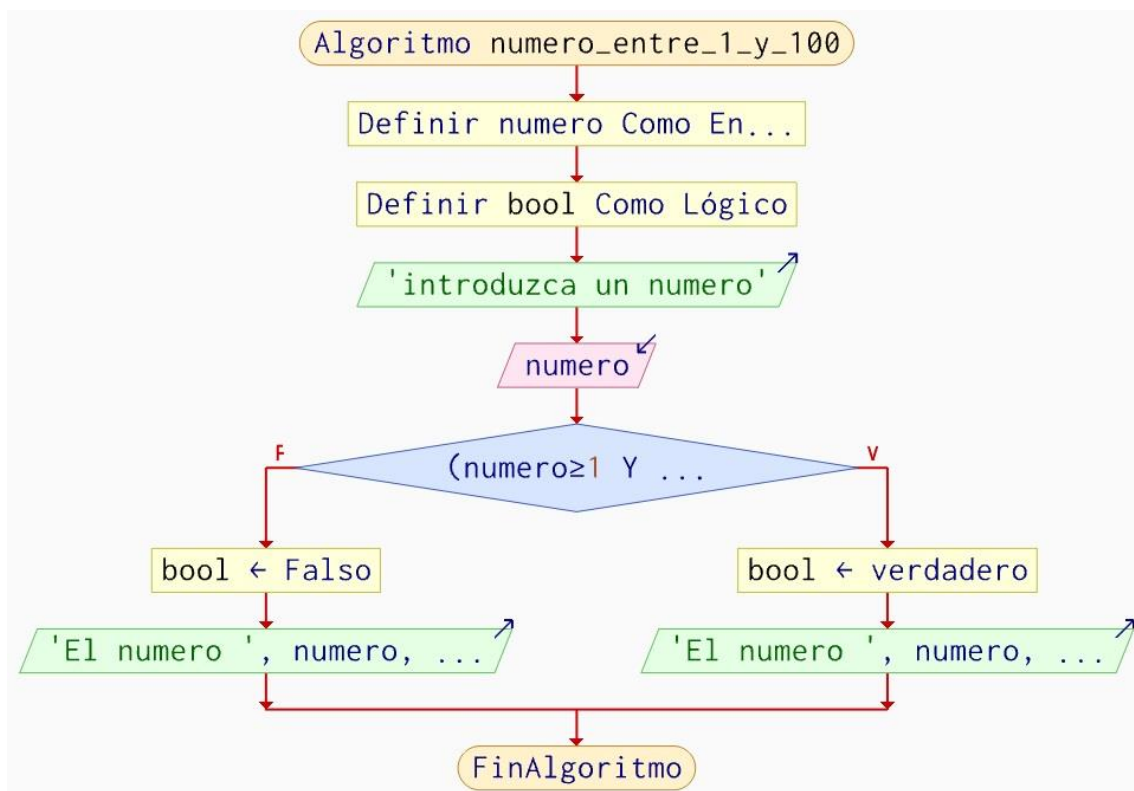 Algoritmo numero_entre_1_y_100
Definir numero Como En...
Definir bool Como Lógico
'introduzca un numero'
numero
F
V
(numero≥1 Y ...
bool ← Falso
bool ← verdadero
'El numero ', numero, ...
'El numero ', numero, ...
FinAlgoritmo